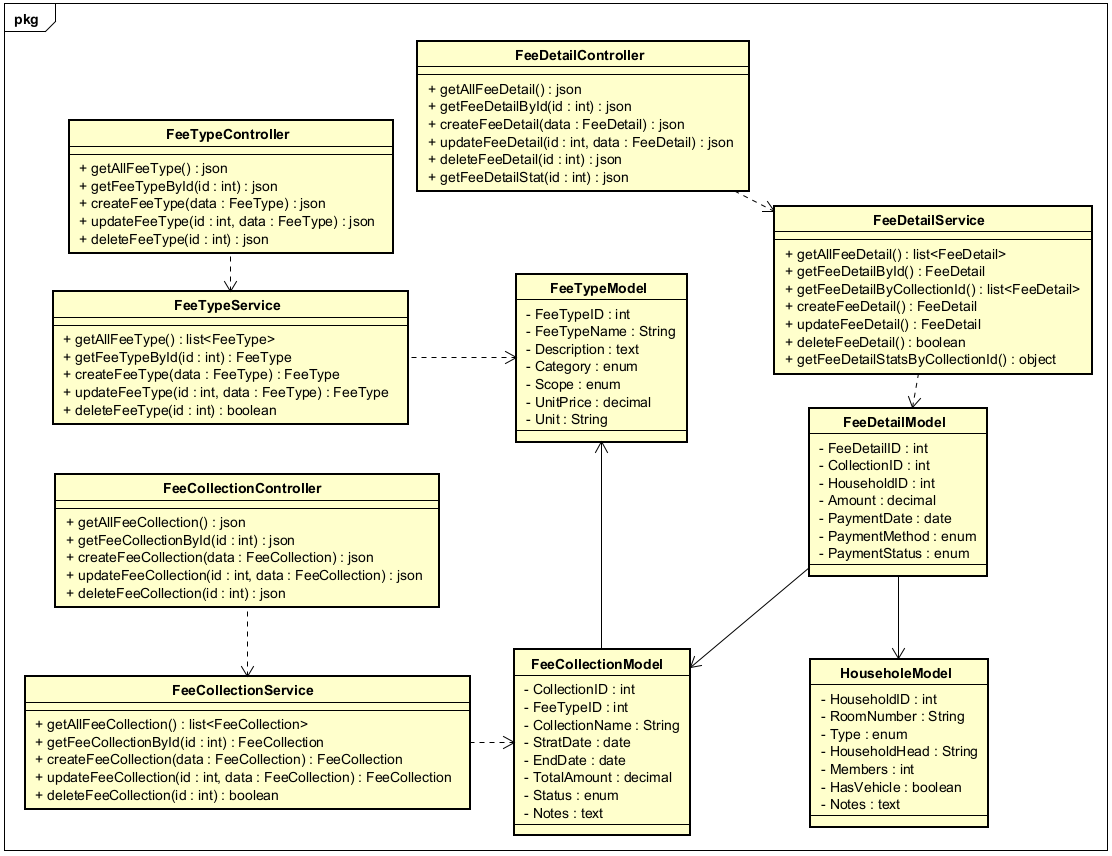 pkg
FeeDetailController
+ getAllFeeDetail() : json
+ getFeeDetailById(id : int) : json
+ createFeeDetail(data : FeeDetail) : json
+ updateFeeDetail(id : int, data : FeeDetail) : json
+ deleteFeeDetail(id : int) : json
+ getFeeDetailStat(id : int) : json
FeeTypeController
+ getAllFeeType() : json
+ getFeeTypeById(id : int) : json
+ createFeeType(data : FeeType) : json
+ updateFeeType(id : int, data : FeeType) : json
+ deleteFeeType(id : int) : json
FeeDetailService
+ getAllFeeDetail() : list<FeeDetail>
+ getFeeDetailById() : FeeDetail
+ getFeeDetailByCollectionId() : list<FeeDetail>
+ createFeeDetail() : FeeDetail
+ updateFeeDetail() : FeeDetail
+ deleteFeeDetail() : boolean
+ getFeeDetailStatsByCollectionId() : object
FeeTypeService
+ getAllFeeType() : list<FeeType>
+ getFeeTypeById(id : int) : FeeType
+ createFeeType(data : FeeType) : FeeType
+ updateFeeType(id : int, data : FeeType) : FeeType
+ deleteFeeType(id : int) : boolean
FeeTypeModel
- FeeTypeID : int
- FeeTypeName : String
- Description : text
- Category : enum
- Scope : enum
- UnitPrice : decimal
- Unit : String
FeeDetailModel
- FeeDetailID : int
- CollectionID : int
- HouseholdID : int
- Amount : decimal
- PaymentDate : date
- PaymentMethod : enum
- PaymentStatus : enum
FeeCollectionController
+ getAllFeeCollection() : json
+ getFeeCollectionById(id : int) : json
+ createFeeCollection(data : FeeCollection) : json
+ updateFeeCollection(id : int, data : FeeCollection) : json
+ deleteFeeCollection(id : int) : json
FeeCollectionService
+ getAllFeeCollection() : list<FeeCollection>
+ getFeeCollectionById(id : int) : FeeCollection
+ createFeeCollection(data : FeeCollection) : FeeCollection
+ updateFeeCollection(id : int, data : FeeCollection) : FeeCollection
+ deleteFeeCollection(id : int) : boolean
FeeCollectionModel
- CollectionID : int
- FeeTypeID : int
- CollectionName : String
- StratDate : date
- EndDate : date
- TotalAmount : decimal
- Status : enum
- Notes : text
HouseholeModel
- HouseholdID : int
- RoomNumber : String
- Type : enum
- HouseholdHead : String
- Members : int
- HasVehicle : boolean
- Notes : text